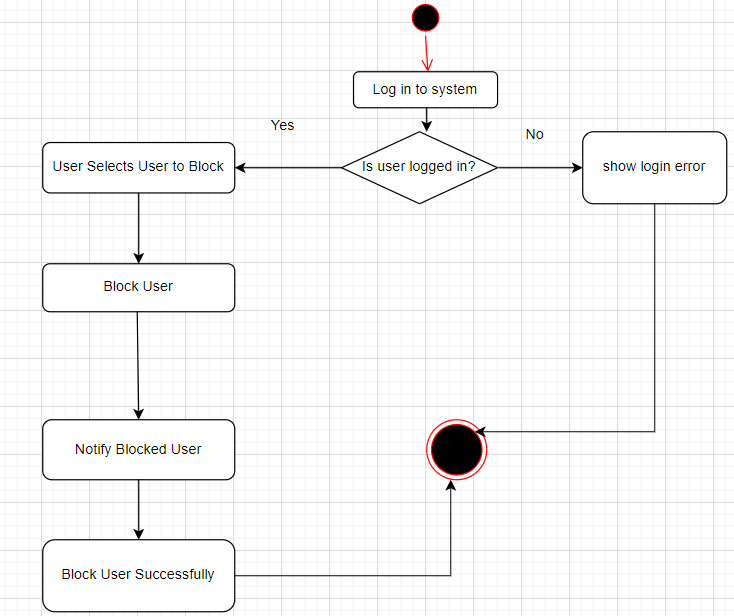 Log in to system
Yes
No
User Selects User to Block
Is user logged in?
show login error
Block User
Notify Blocked User
Block User Successfully